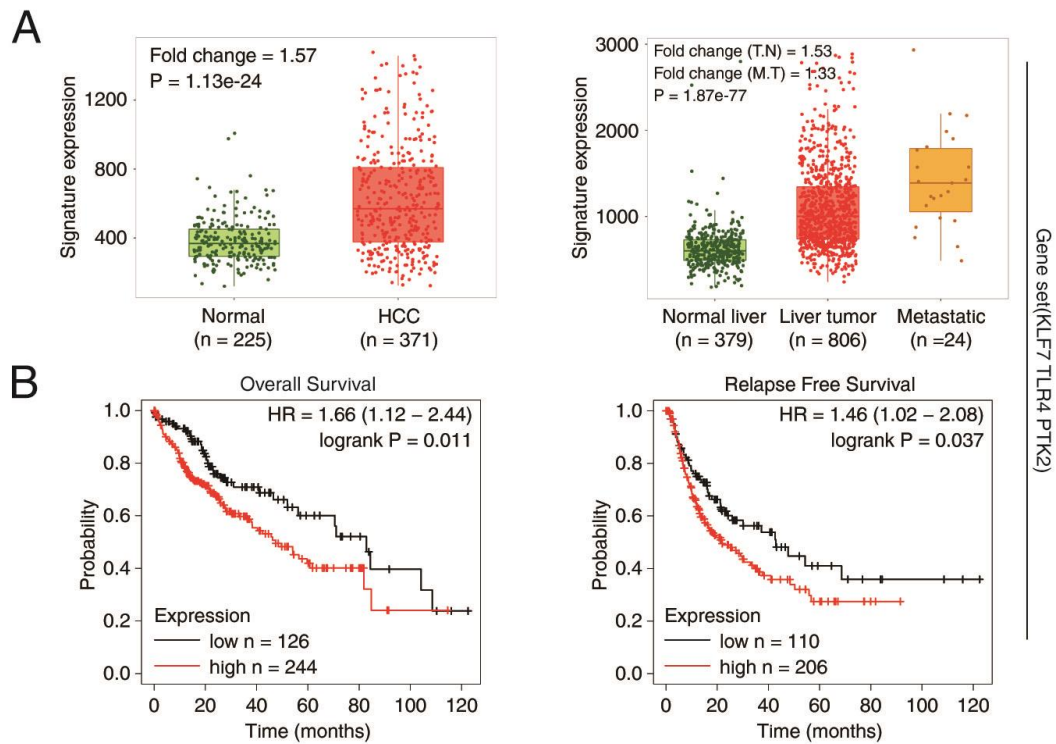 A
Fold change = 1.57
P = 1.13e-24
Signature expression
1200
800
400
Normal
(n = 225)
HCC
(n = 371)
Fold change (T.N) = 1.53
Fold change (M.T) = 1.33
P = 1.87e-77
Signature expression
3000
2000
1000
Normal liver
(n = 379)
Liver tumor
(n = 806)
Metastatic
(n =24)
Gene set(KLF7 TLR4 PTK2)
B
Overall Survival
HR = 1.66 (1.12 – 2.44)
logrank P = 0.011
Probability
1.0
0.8
0.6
0.4
0.2
0.0
Expression
low n = 126
high n = 244
0 20 40 60 80 100 120
Time (months)
Relapse Free Survival
HR = 1.46 (1.02 – 2.08)
logrank P = 0.037
Probability
1.0
0.8
0.6
0.4
0.2
0.0
Expression
low n = 110
high n = 206
0 20 40 60 80 100 120
Time (months)